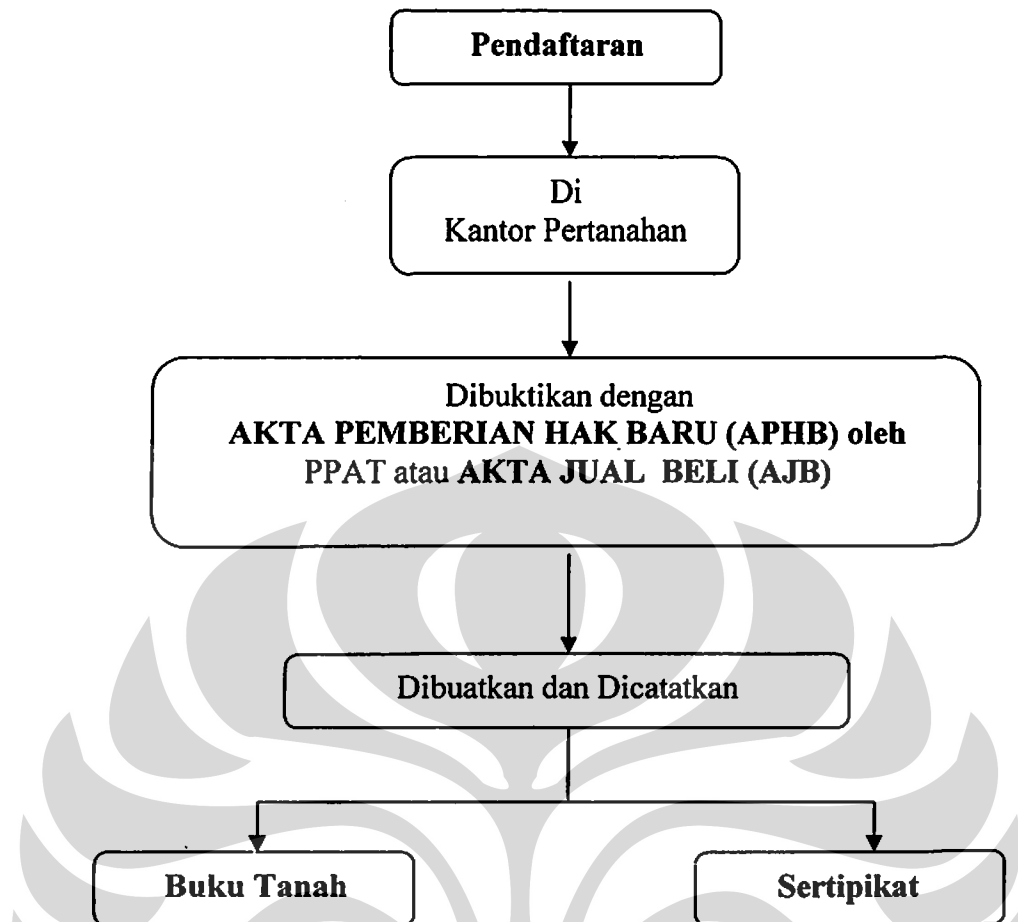 Pendaftaran
Di
Kantor Pertanahan
Dibuktikan dengan
AKTA PEMBERIAN HAK BARU (APHB) oleh
PPAT atau AKTA JUAL BELI (AJB)
Dibuatkan dan Dicatatkan
Buku Tanah
Sertipikat